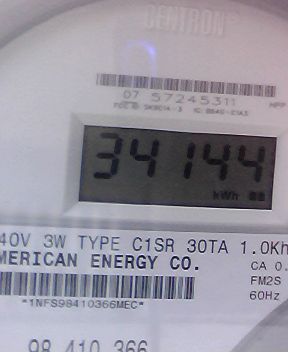 CENTRON®
07 57245311
34144
kWh
40V 3W TYPE C1SR 30TA 1.0Kh
MERICAN ENERGY CO.
CA 0.
FM2S
60Hz
*1NFS98410366MEC*
98 410 366